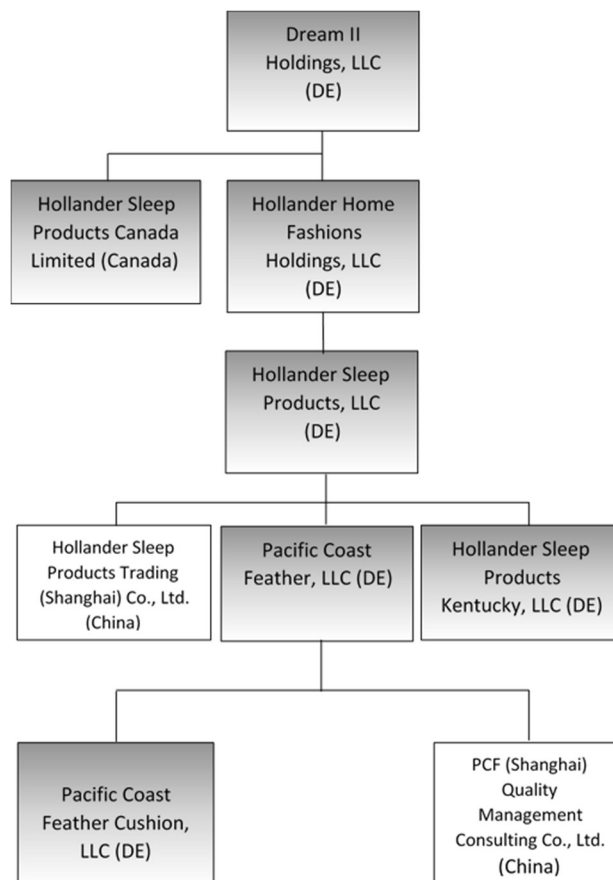 Dream II
Holdings, LLC
(DE)
Hollander Sleep
Products Canada
Limited (Canada)
Hollander Home
Fashions
Holdings, LLC
(DE)
Hollander Sleep
Products, LLC
(DE)
Hollander Sleep
Products Trading
(Shanghai) Co., Ltd.
(China)
Pacific Coast
Feather, LLC (DE)
Hollander Sleep
Products
Kentucky, LLC (DE)
Pacific Coast
Feather Cushion,
LLC (DE)
PCF (Shanghai)
Quality
Management
Consulting Co., Ltd.
(China)